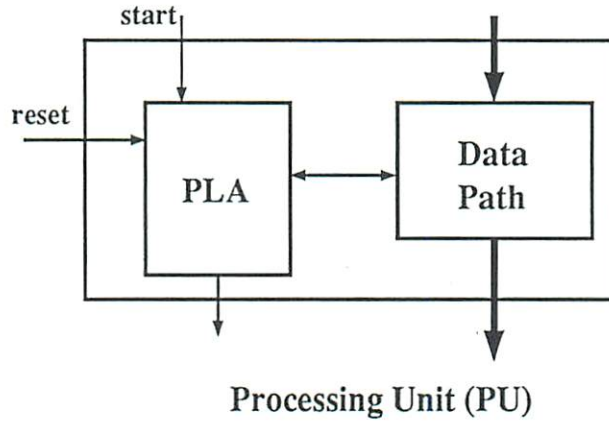 start
reset
PLA
Data
Path
Processing Unit (PU)